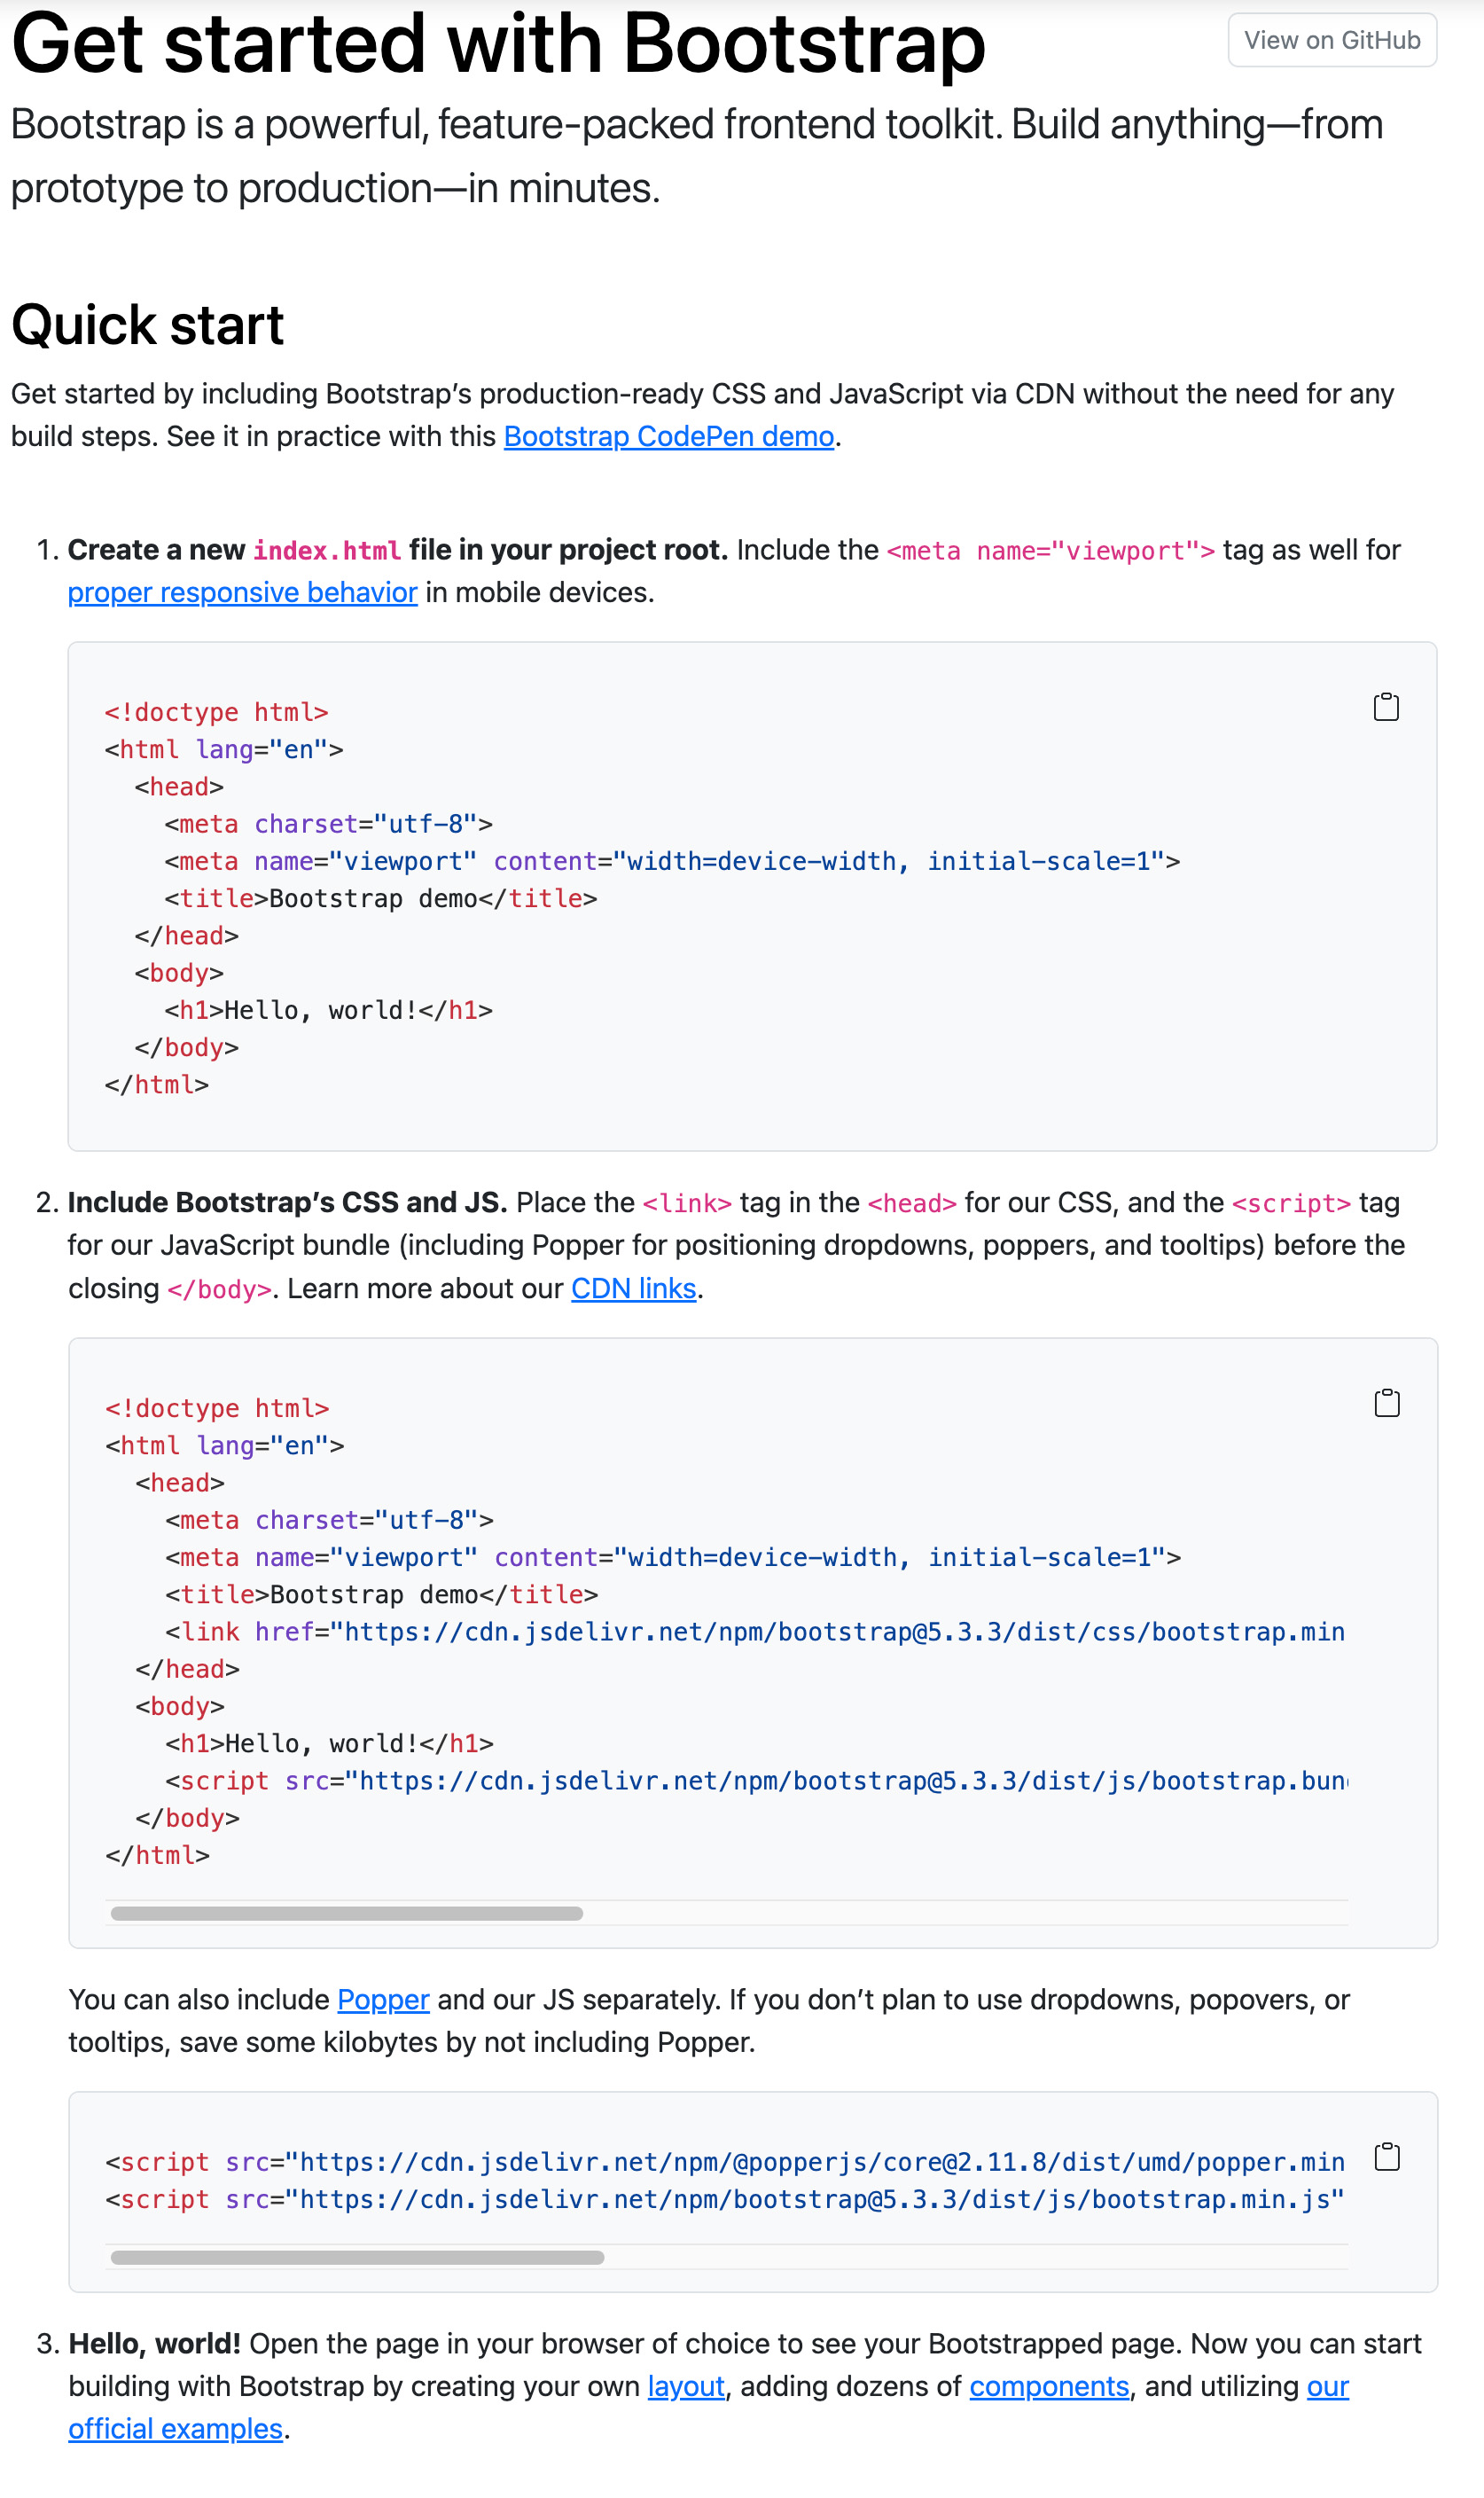 Get started with Bootstrap
View on GitHub
Bootstrap is a powerful, feature-packed frontend toolkit. Build anything—from
prototype to production—in minutes.
Quick start
Get started by including Bootstrap’s production-ready CSS and JavaScript via CDN without the need for any
build steps. See it in practice with this Bootstrap CodePen demo.
1. Create a new index.html file in your project root. Include the <meta name="viewport"> tag as well for
proper responsive behavior in mobile devices.
<!doctype html>
<html lang="en">
  <head>
    <meta charset="utf-8">
    <meta name="viewport" content="width=device-width, initial-scale=1">
    <title>Bootstrap demo</title>
  </head>
  <body>
    <h1>Hello, world!</h1>
  </body>
</html>
2. Include Bootstrap’s CSS and JS. Place the <link> tag in the <head> for our CSS, and the <script> tag
for our JavaScript bundle (including Popper for positioning dropdowns, poppers, and tooltips) before the
closing </body>. Learn more about our CDN links.
<!doctype html>
<html lang="en">
  <head>
    <meta charset="utf-8">
    <meta name="viewport" content="width=device-width, initial-scale=1">
    <title>Bootstrap demo</title>
    <link href="https://cdn.jsdelivr.net/npm/bootstrap@5.3.3/dist/css/bootstrap.min
  </head>
  <body>
    <h1>Hello, world!</h1>
    <script src="https://cdn.jsdelivr.net/npm/bootstrap@5.3.3/dist/js/bootstrap.bun
  </body>
</html>
You can also include Popper and our JS separately. If you don’t plan to use dropdowns, popovers, or
tooltips, save some kilobytes by not including Popper.
<script src="https://cdn.jsdelivr.net/npm/@popperjs/core@2.11.8/dist/umd/popper.min
<script src="https://cdn.jsdelivr.net/npm/bootstrap@5.3.3/dist/js/bootstrap.min.js"
3. Hello, world! Open the page in your browser of choice to see your Bootstrapped page. Now you can start
building with Bootstrap by creating your own layout, adding dozens of components, and utilizing our
official examples.